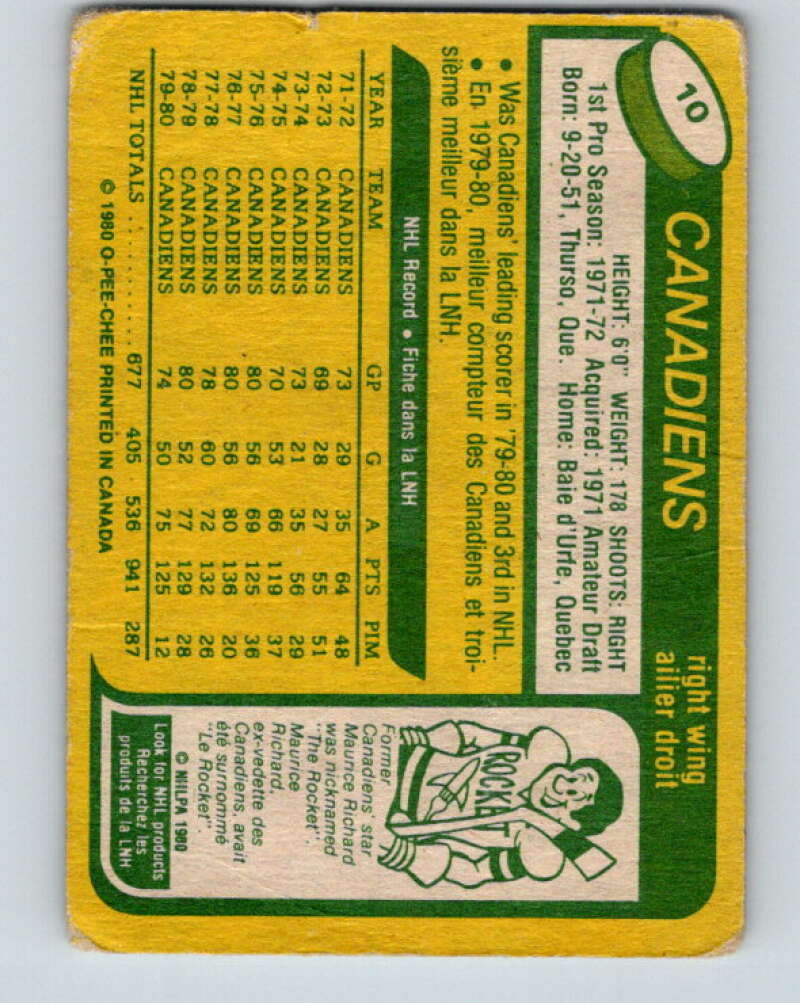 10
CANADIENS
right wing
ailier droit
HEIGHT: 6'0" WEIGHT: 178 SHOOTS: RIGHT
1st Pro Season: 1971-72 Acquired: 1971 Amateur Draft
Born: 9-20-51, Thurso, Que. Home: Baie d'Urfe, Quebec
• Was Canadiens' leading scorer in '79-80 and 3rd in NHL.
• En 1979-80, meilleur compteur des Canadiens et troi-
sième meilleur dans la LNH.
NHL Record • Fiche dans la LNH
YEAR TEAM GP G A PTS PIM
71-72 CANADIENS 73 29 35 64 48
72-73 CANADIENS 69 28 27 55 51
73-74 CANADIENS 73 21 35 56 29
74-75 CANADIENS 70 53 66 119 37
75-76 CANADIENS 80 56 69 125 36
76-77 CANADIENS 80 56 80 136 20
77-78 CANADIENS 78 60 72 132 26
78-79 CANADIENS 80 52 77 129 28
79-80 CANADIENS 74 50 75 125 12
NHL TOTALS .......... 677 405 536 941 287
© 1980 O-PEE-CHEE PRINTED IN CANADA
ROCKET
Former
Canadiens' star
Maurice Richard
was nicknamed
"The Rocket".
Maurice
Richard,
ex-vedette des
Canadiens, avait
été surnommé
"Le Rocket"
© NHLPA 1980
Look for NHL products
Recherchez les
produits de la LNH